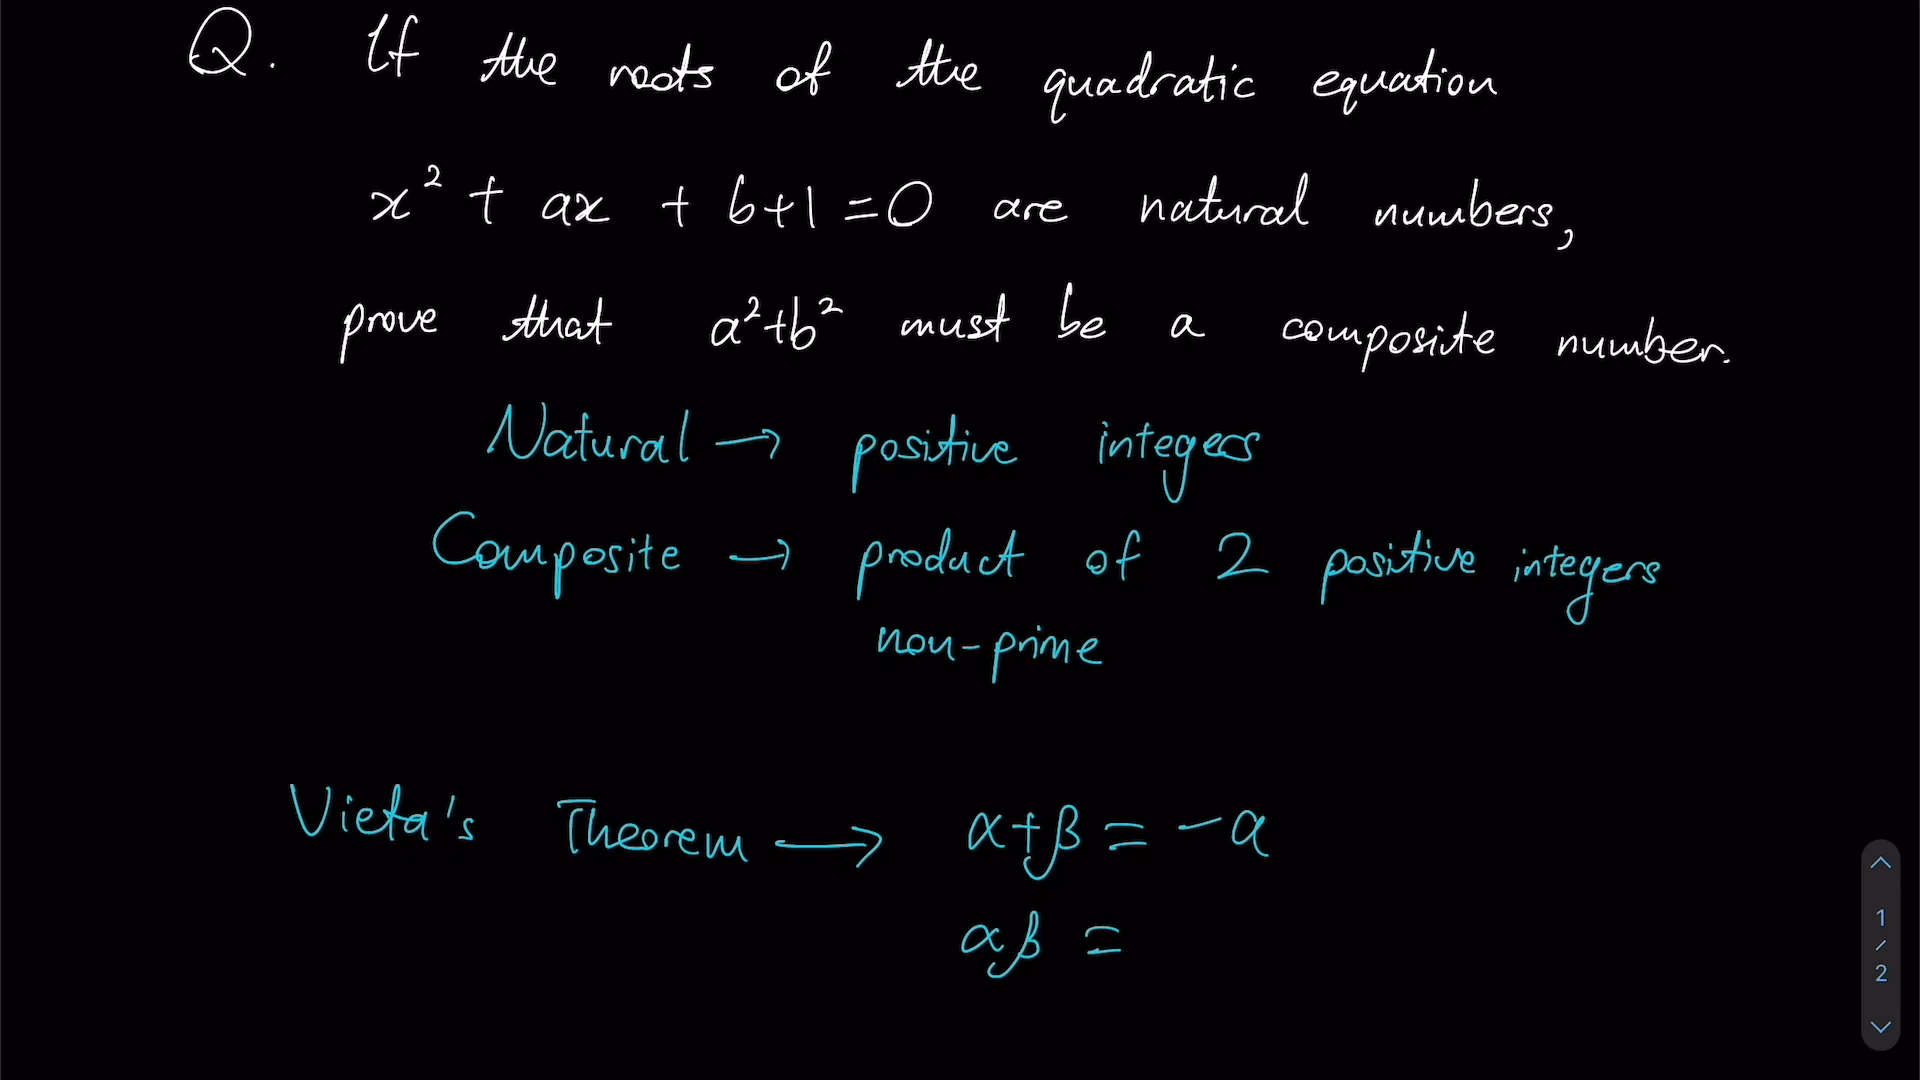 Q. If the roots of the quadratic equation
x² + ax + b+1 = 0 are natural numbers,
prove that a²+b² must be a composite number.
Natural → positive integers
Composite → product of 2 positive integers
non-prime
Vieta's Theorem → α+β = -a
αβ =
1
/
2